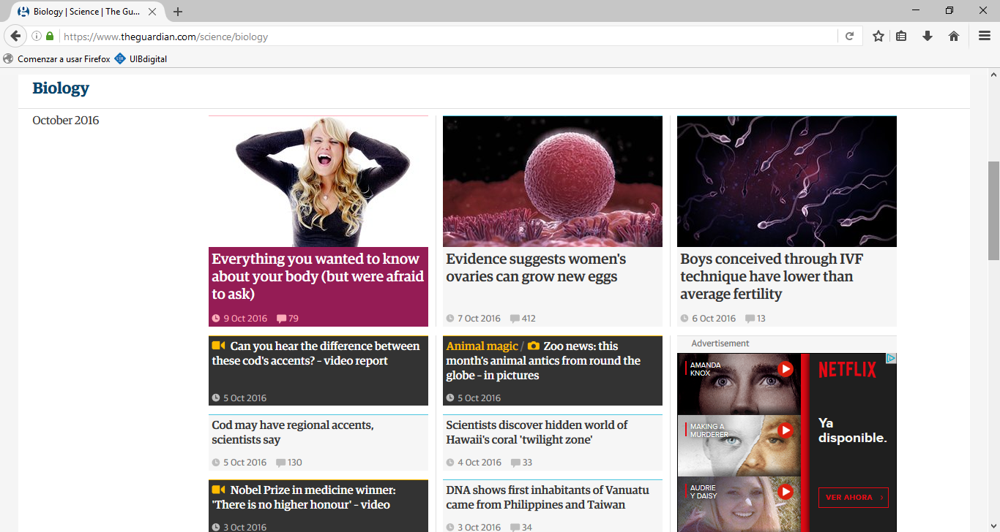 Biology | Science | The Gu...
https://www.theguardian.com/science/biology
Comenzar a usar Firefox UIBdigital
Biology
October 2016
Everything you wanted to know
about your body (but were afraid
to ask)
9 Oct 2016 79
Evidence suggests women's
ovaries can grow new eggs
7 Oct 2016 412
Boys conceived through IVF
technique have lower than
average fertility
6 Oct 2016 13
Can you hear the difference between
these cod's accents? – video report
5 Oct 2016
Animal magic / Zoo news: this
month's animal antics from round the
globe – in pictures
5 Oct 2016
Advertisement
AMANDA
KNOX
MAKING A
MURDERER
AUDRIE
Y DAISY
NETFLIX
Ya
disponible.
VER AHORA
Cod may have regional accents,
scientists say
5 Oct 2016 130
Scientists discover hidden world of
Hawaii's coral 'twilight zone'
4 Oct 2016 33
Nobel Prize in medicine winner:
'There is no higher honour' – video
3 Oct 2016
DNA shows first inhabitants of Vanuatu
came from Philippines and Taiwan
3 Oct 2016 34